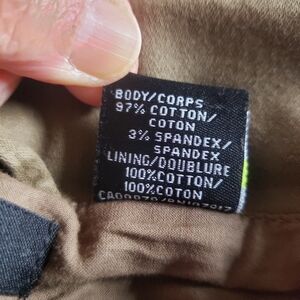 BODY/CORPS
97% COTTON/
COTON
3% SPANDEX/
SPANDEX
LINING/DOUBLURE
100%COTTON/
100%COTON